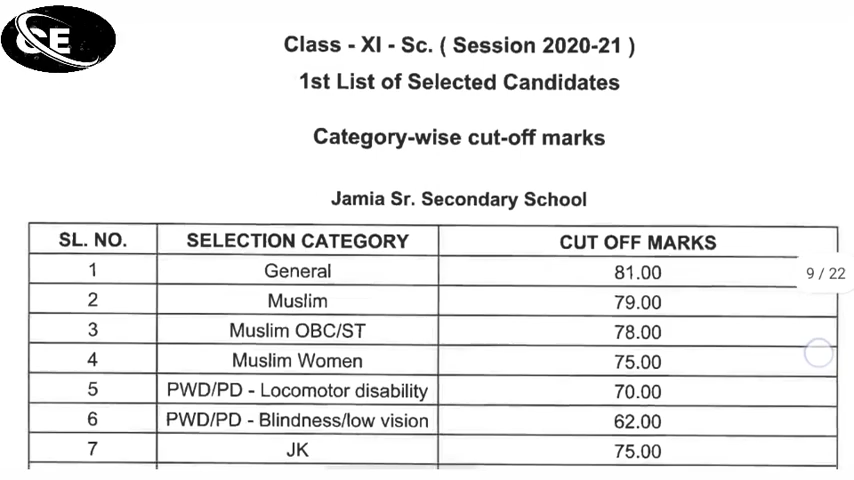 CE
Class - XI - Sc. ( Session 2020-21 )
1st List of Selected Candidates
Category-wise cut-off marks
Jamia Sr. Secondary School
SL. NO. SELECTION CATEGORY CUT OFF MARKS
1 General 81.00
9 / 22
2 Muslim 79.00
3 Muslim OBC/ST 78.00
4 Muslim Women 75.00
5 PWD/PD - Locomotor disability 70.00
6 PWD/PD - Blindness/low vision 62.00
7 JK 75.00